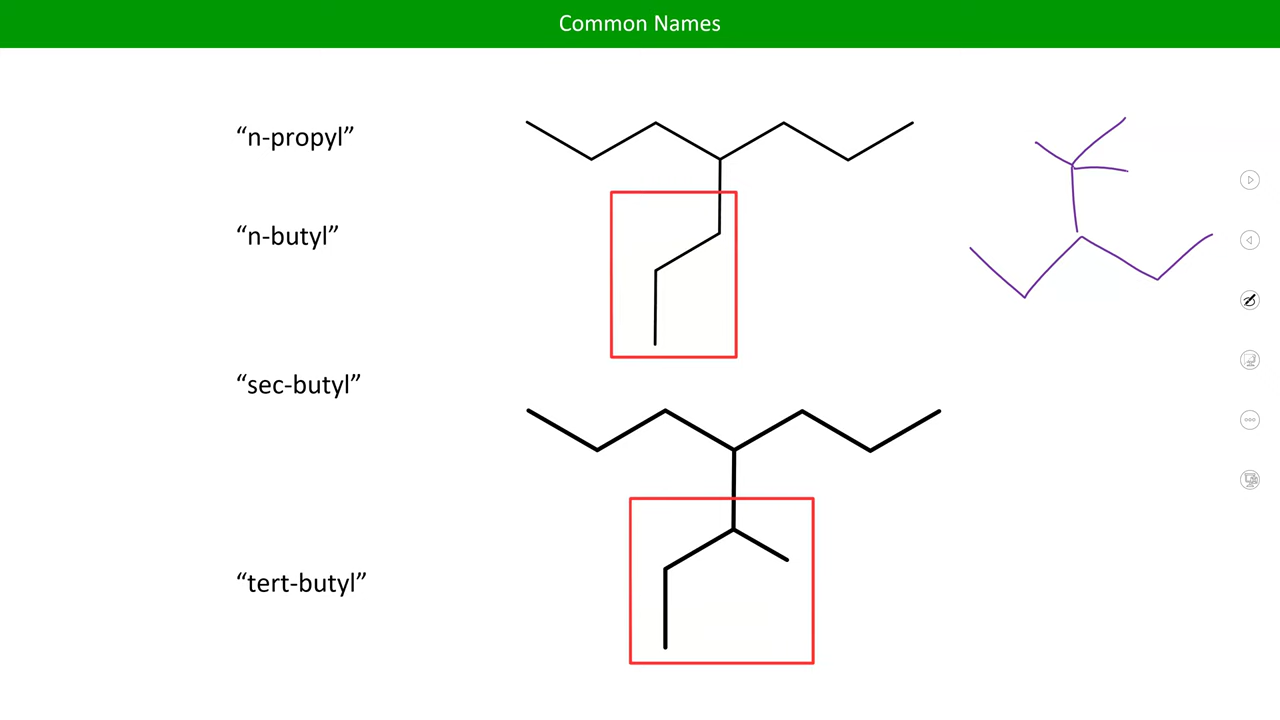 Common Names
“n-propyl”
“n-butyl”
“sec-butyl”
“tert-butyl”